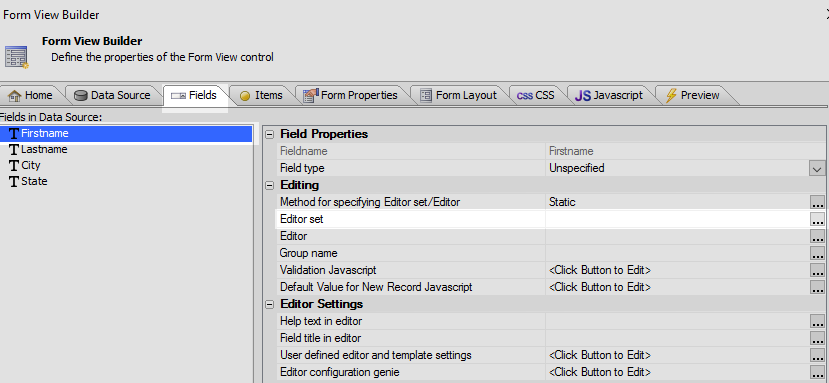 Form View Builder
Form View Builder
Define the properties of the Form View control
Home Data Source Fields Items Form Properties Form Layout CSS CSS JS Javascript Preview
Fields in Data Source:
T Firstname
T Lastname
T City
T State
Field Properties
Fieldname Firstname
Field type Unspecified
Editing
Method for specifying Editor set/Editor Static ...
Editor set ...
Editor ...
Group name ...
Validation Javascript <Click Button to Edit> ...
Default Value for New Record Javascript <Click Button to Edit> ...
Editor Settings
Help text in editor ...
Field title in editor ...
User defined editor and template settings <Click Button to Edit> ...
Editor configuration genie <Click Button to Edit> ...